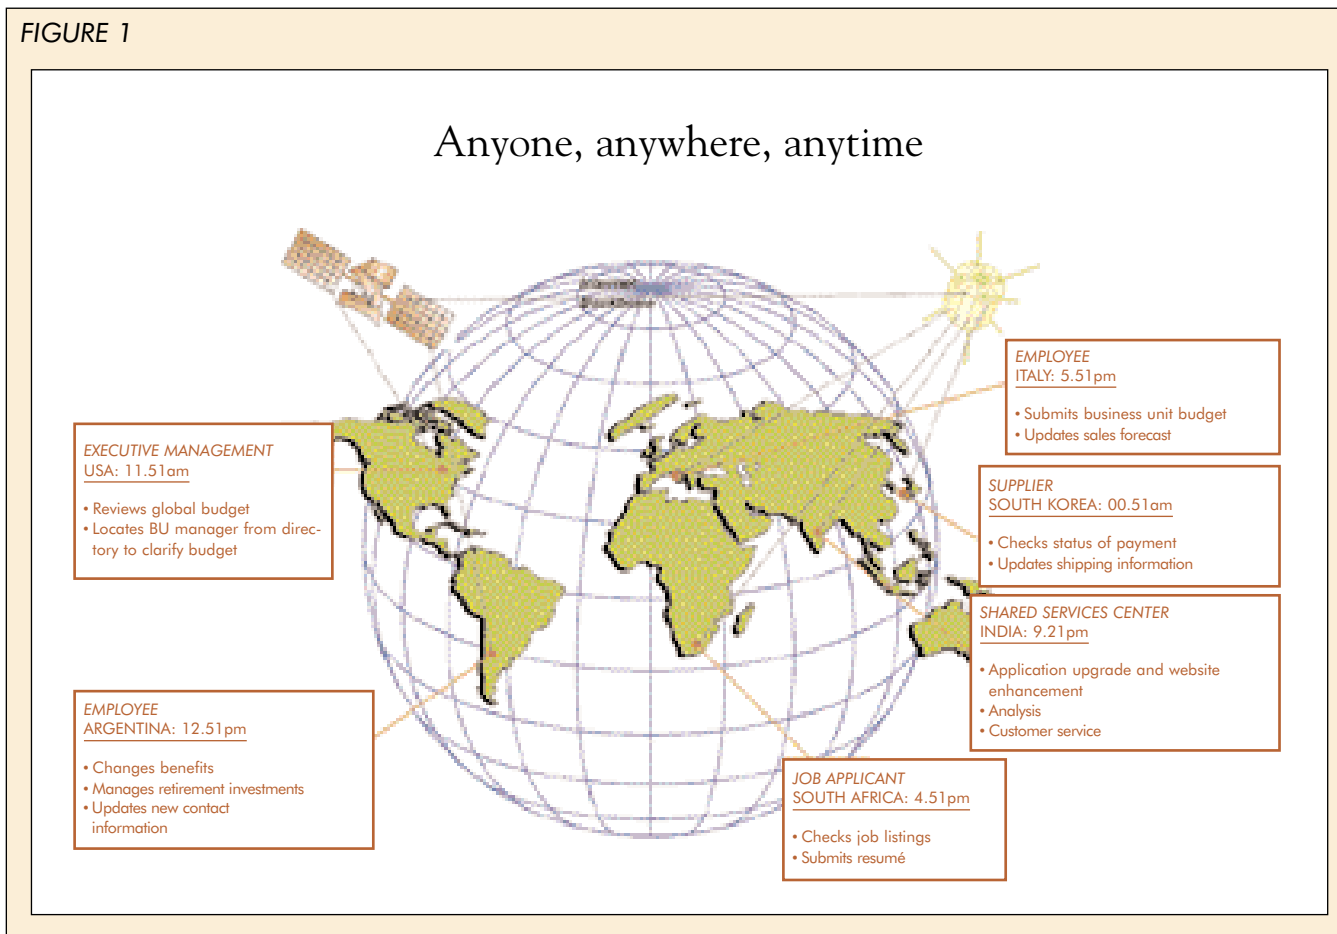 FIGURE 1
Anyone, anywhere, anytime
EMPLOYEE
ITALY: 5.51pm
• Submits business unit budget
• Updates sales forecast
EXECUTIVE MANAGEMENT
USA: 11.51am
• Reviews global budget
• Locates BU manager from direc-
tory to clarify budget
SUPPLIER
SOUTH KOREA: 00.51am
• Checks status of payment
• Updates shipping information
SHARED SERVICES CENTER
INDIA: 9.21pm
• Application upgrade and website
enhancement
• Analysis
• Customer service
EMPLOYEE
ARGENTINA: 12.51pm
• Changes benefits
• Manages retirement investments
• Updates new contact
information
JOB APPLICANT
SOUTH AFRICA: 4.51pm
• Checks job listings
• Submits resumé